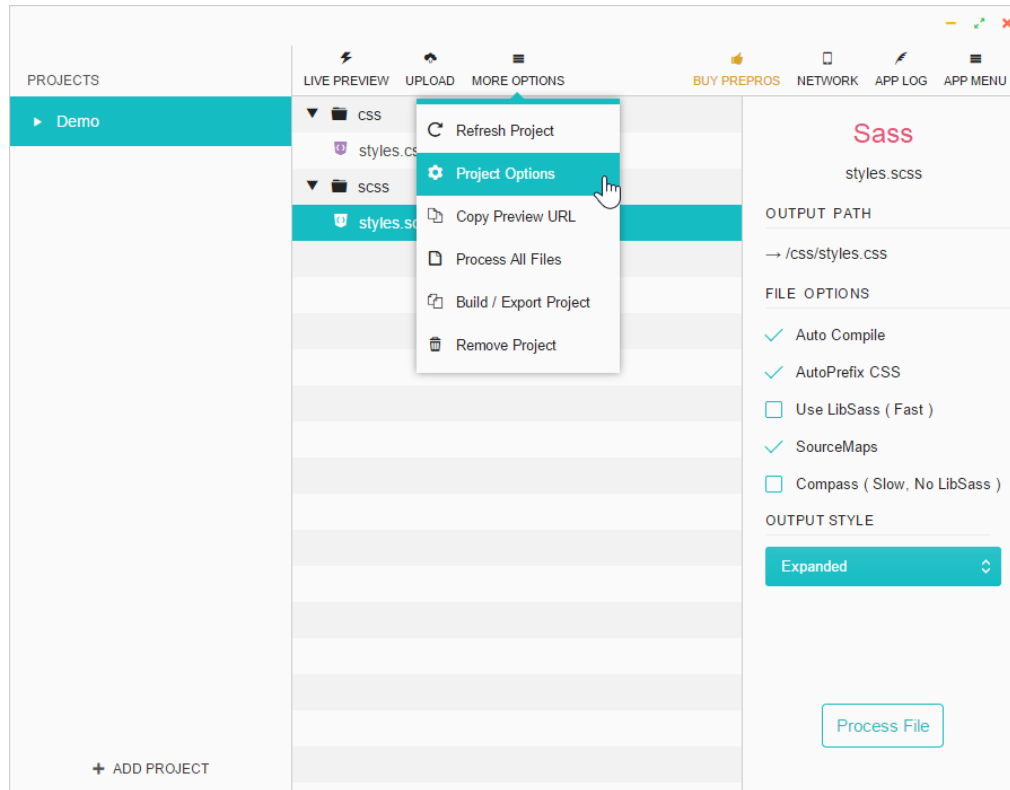 PROJECTS
LIVE PREVIEW
UPLOAD
MORE OPTIONS
BUY PREPROS
NETWORK
APP LOG
APP MENU
Demo
css
styles.cs
scss
styles.sc
Refresh Project
Project Options
Copy Preview URL
Process All Files
Build / Export Project
Remove Project
Sass
styles.scss
OUTPUT PATH
→ /css/styles.css
FILE OPTIONS
Auto Compile
AutoPrefix CSS
Use LibSass ( Fast )
SourceMaps
Compass ( Slow, No LibSass )
OUTPUT STYLE
Expanded
Process File
+ ADD PROJECT